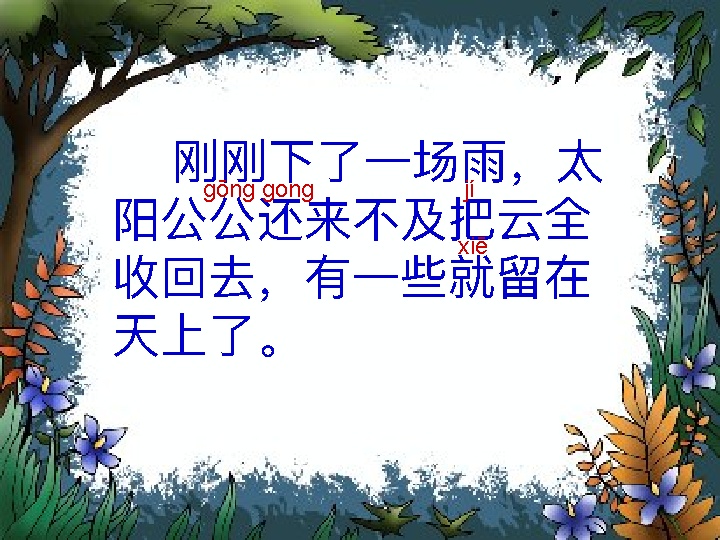 刚刚下了一场雨，太
gōng gong jí
阳公公还来不及把云全
xiē
收回去，有一些就留在
天上了。